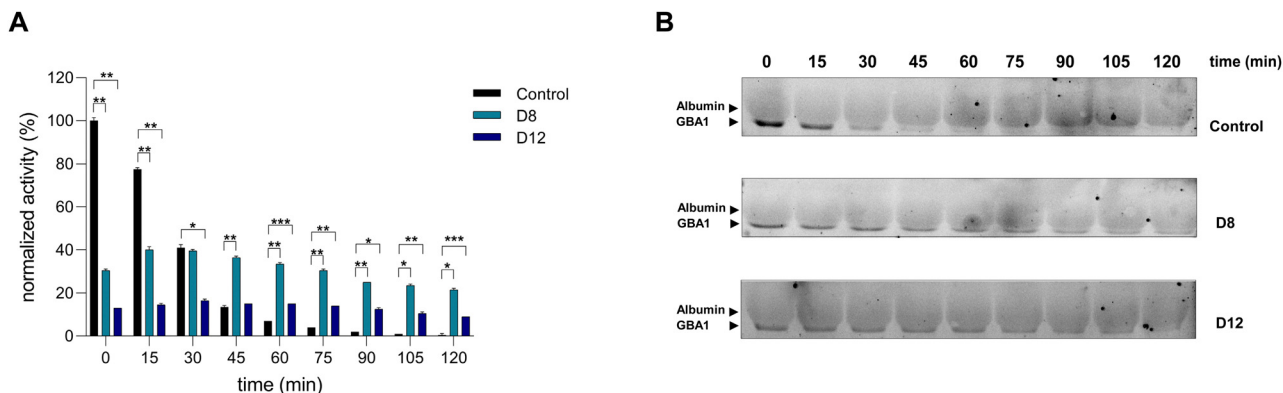 A
120
100
80
60
40
20
0
normalized activity (%)
** ** ** ** * ** *** ** ** ** * ** ** * *** *
0 15 30 45 60 75 90 105 120
time (min)
Control
D8
D12
B
0 15 30 45 60 75 90 105 120 time (min)
Albumin
GBA1
Control
Albumin
GBA1
D8
Albumin
GBA1
D12